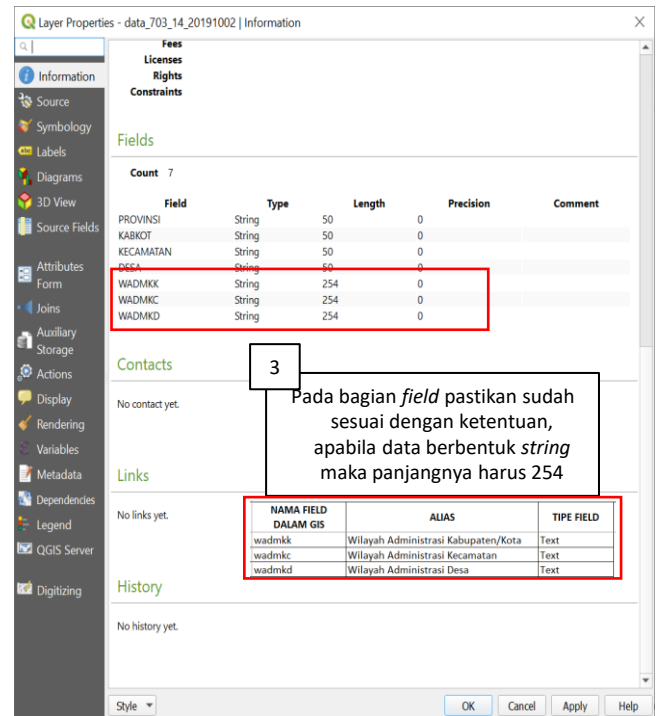 Layer Properties - data_703_14_20191002 | Information
Fees
Licenses
Rights
Constraints
Information
Source
Symbology
Labels
Diagrams
3D View
Source Fields
Attributes
Form
Joins
Auxiliary
Storage
Actions
Display
Rendering
Variables
Metadata
Dependencies
Legend
QGIS Server
Digitizing
Fields
Count 7
Field Type Length Precision Comment
PROVINSI String 50 0
KABKOT String 50 0
KECAMATAN String 50 0
DESA String 50 0
WADMKK String 254 0
WADMKC String 254 0
WADMKD String 254 0
Contacts
No contact yet.
3
Pada bagian field pastikan sudah
sesuai dengan ketentuan,
apabila data berbentuk string
maka panjangnya harus 254
Links
No links yet.
NAMA FIELD
DALAM GIS ALIAS TIPE FIELD
wadmkk Wilayah Administrasi Kabupaten/Kota Text
wadmkc Wilayah Administrasi Kecamatan Text
wadmkd Wilayah Administrasi Desa Text
History
No history yet.
Style OK Cancel Apply Help